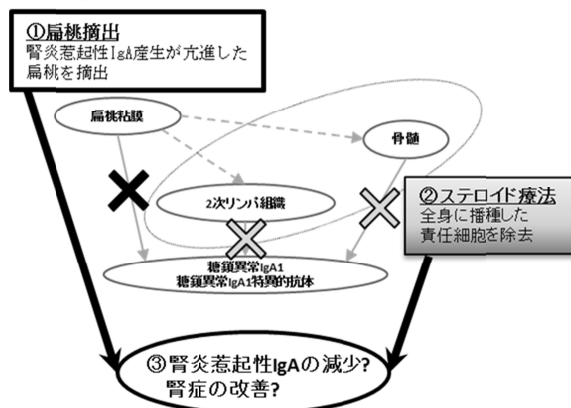 ①扁桃摘出
腎炎惹起性IgA産生が亢進した
扁桃を摘出
扁桃粘膜
骨髄
2次リンパ組織
②ステロイド療法
全身に播種した
責任細胞を除去
糖鎖異常IgA1
糖鎖異常IgA1特異的抗体
③腎炎惹起性IgAの減少?
腎症の改善?